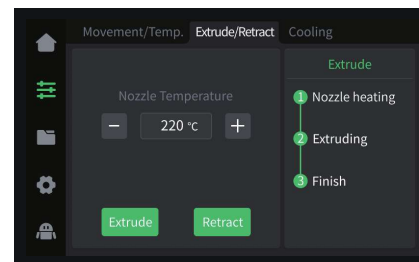 Movement/Temp. Extrude/Retract Cooling
Nozzle Temperature
− 220 °C +
Extrude Retract
Extrude
1 Nozzle heating
2 Extruding
3 Finish